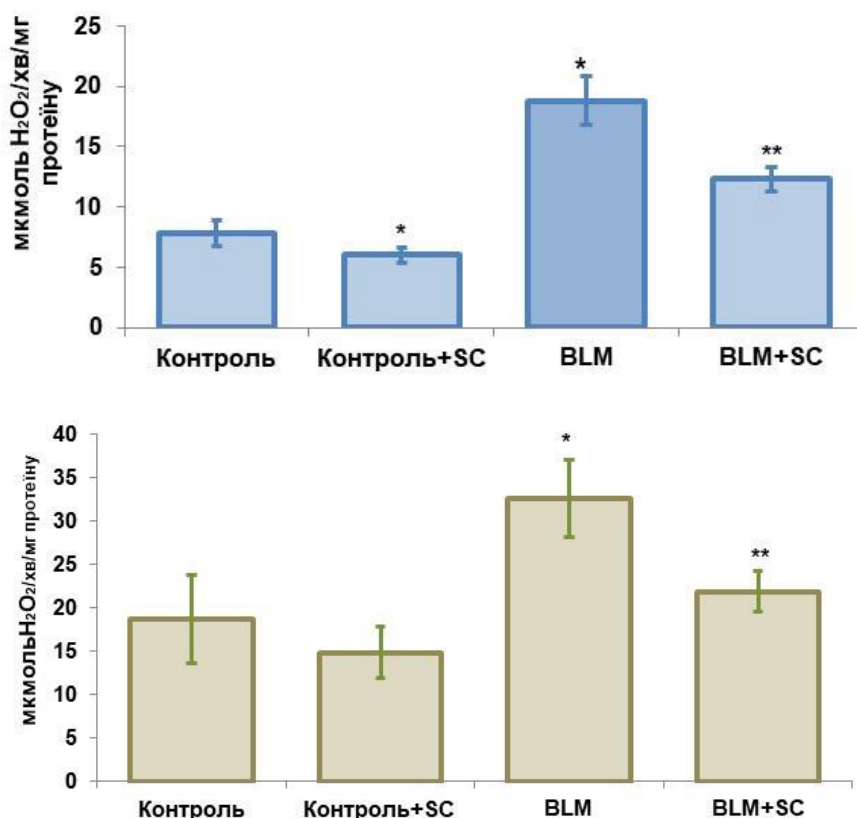 мкмоль H₂O₂/хв/мг
протеїну
25
20
15
10
5
0
*
*
**
Контроль
Контроль+SC
BLM
BLM+SC
мкмольH₂O₂/хв/мг протеїну
40
35
30
25
20
15
10
5
0
*
**
Контроль
Контроль+SC
BLM
BLM+SC